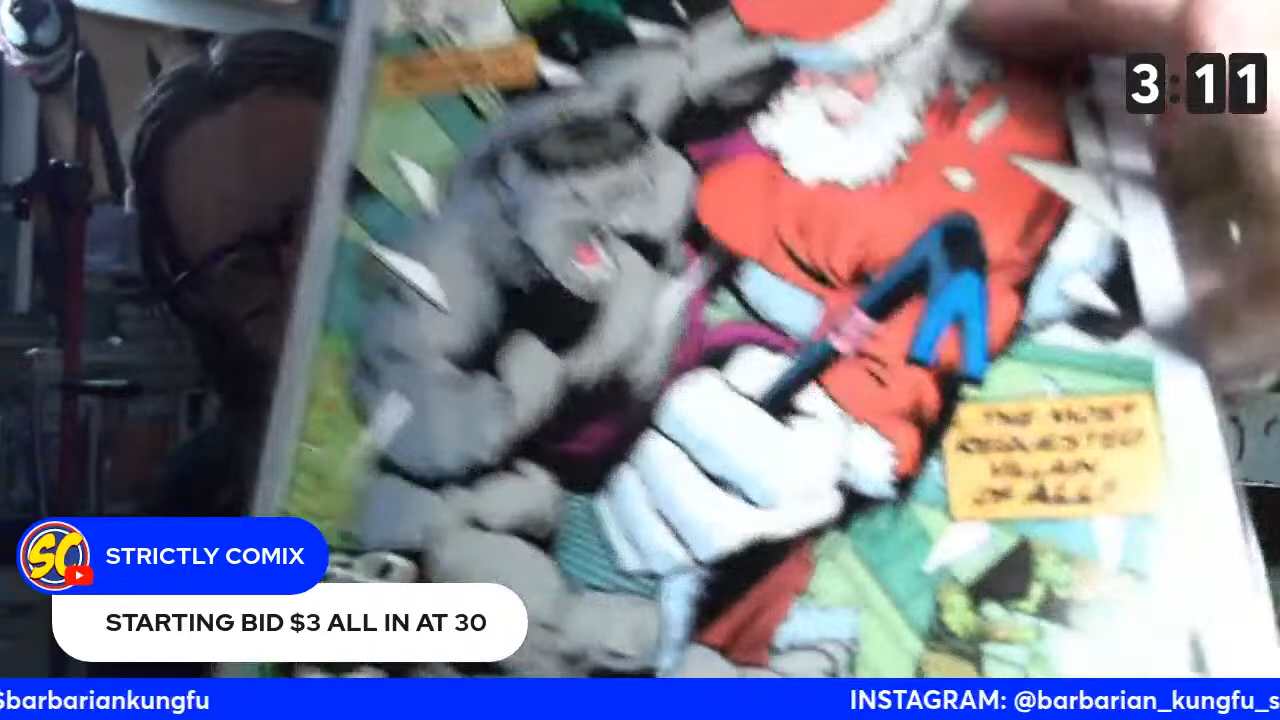 3:11
THE MOST
REQUESTED
VILLAIN
OF ALL!
SC
STRICTLY COMIX
STARTING BID $3 ALL IN AT 30
$barbariankungfu
INSTAGRAM: @barbarian_kungfu_s